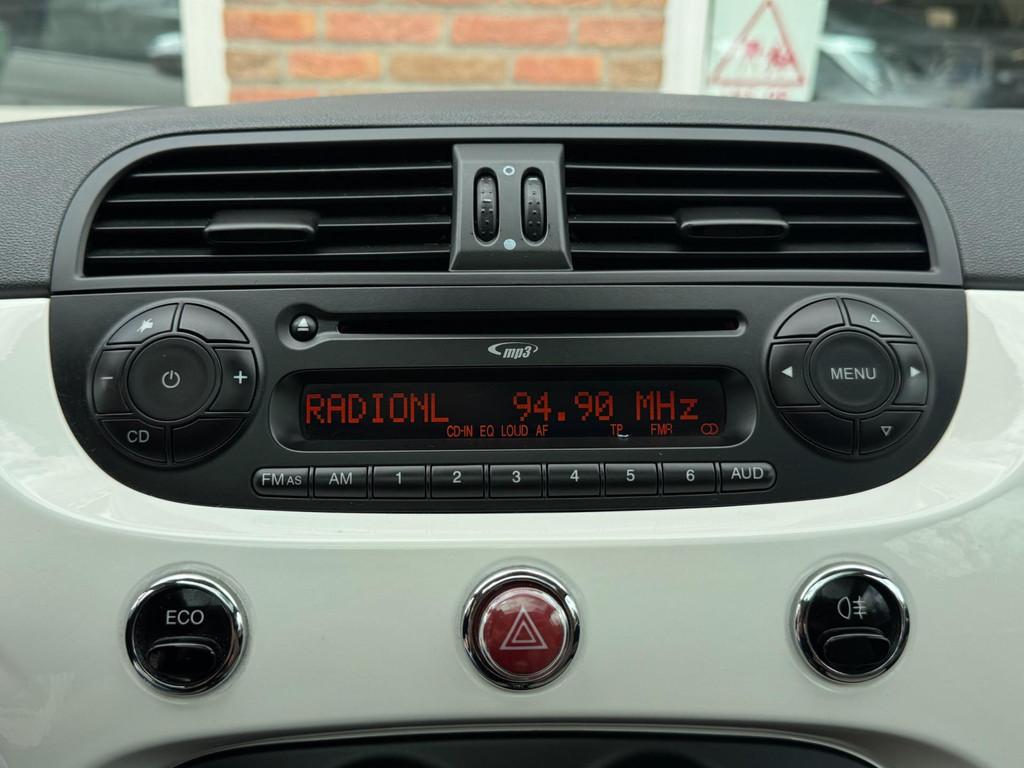 mp3
MENU
RADIONL 94.90 MHz
CD-IN EQ LOUD AF TP FMR
CD
FM AS AM 1 2 3 4 5 6 AUD
ECO